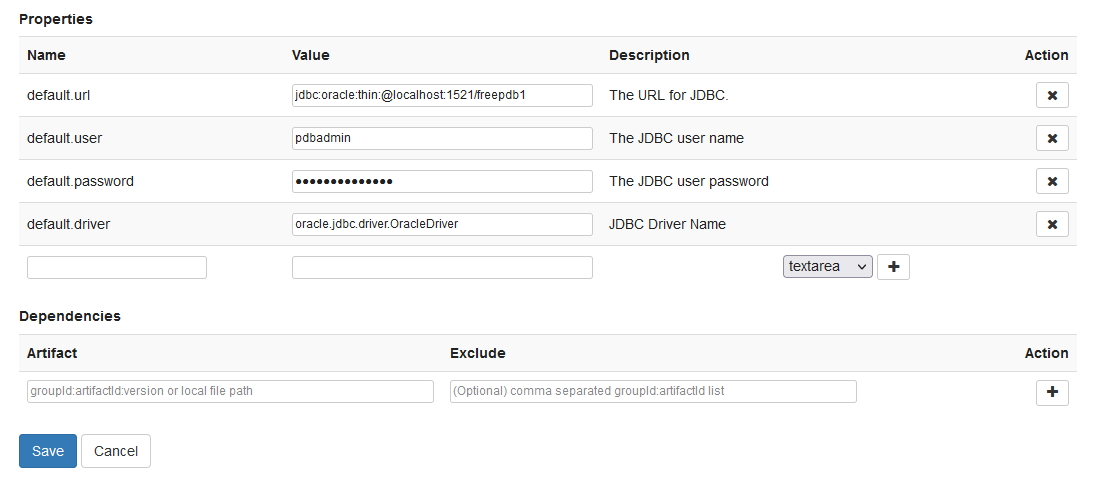 Properties
Name Value Description Action
default.url jdbc:oracle:thin:@localhost:1521/freepdb1 The URL for JDBC.
default.user pdbadmin The JDBC user name
default.password ●●●●●●●●●●●●●● The JDBC user password
default.driver oracle.jdbc.driver.OracleDriver JDBC Driver Name
textarea
Dependencies
Artifact Exclude Action
groupId:artifactId:version or local file path (Optional) comma separated groupId:artifactId list
Save Cancel